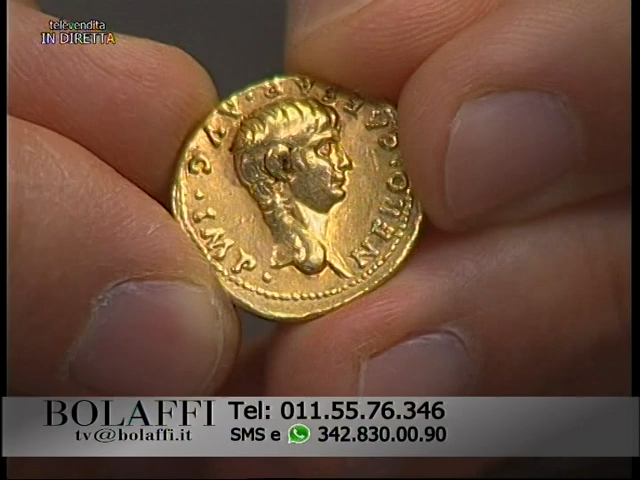 televendita
IN DIRETTA
NERO·CAESAR·AVG·IMP·
BOLAFFI
tv@bolaffi.it
Tel: 011.55.76.346
SMS e 342.830.00.90